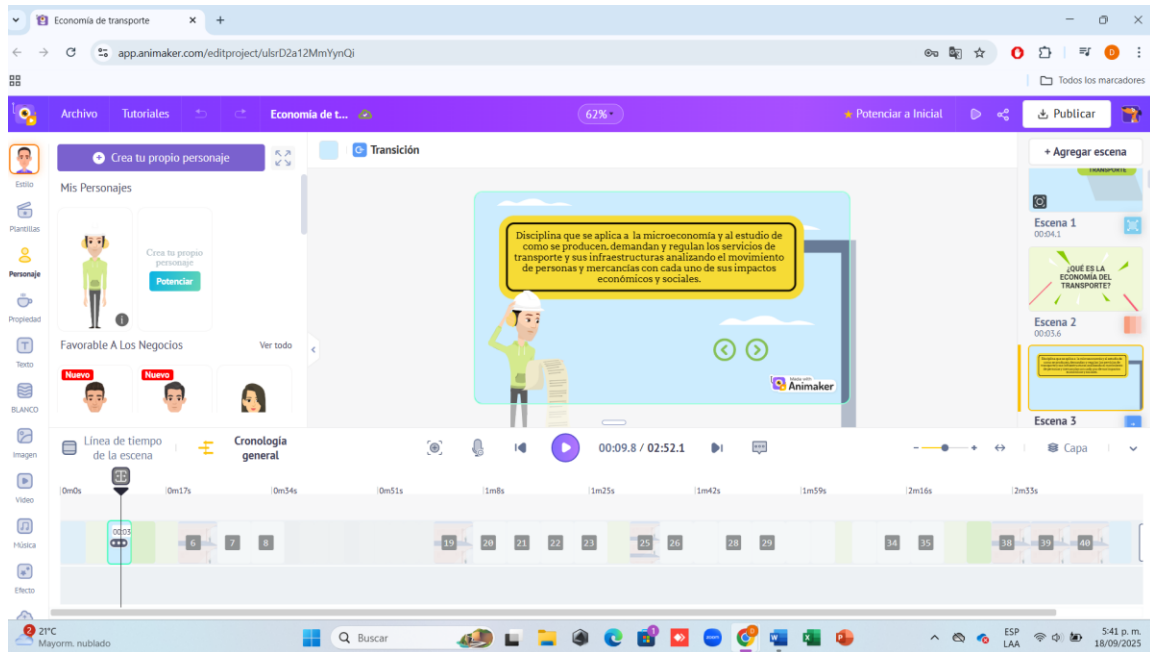 Economía de transporte
app.animaker.com/editproject/ulsrD2a12MmYynQi
Todos los marcadores
Archivo
Tutoriales
Economía de t...
62%
Potenciar a Inicial
Publicar
Estilo
Plantillas
Personaje
Propiedad
Texto
BLANCO
Imagen
Video
Música
Efecto
Crea tu propio personaje
Mis Personajes
Crea tu propio
personaje
Potenciar
Favorable A Los Negocios
Ver todo
Nuevo
Nuevo
Transición
Disciplina que se aplica a la microeconomía y al estudio de
como se producen, demandan y regulan los servicios de
transporte y sus infraestructuras analizando el movimiento
de personas y mercancías con cada uno de sus impactos
económicos y sociales.
Made with
Animaker
+ Agregar escena
TRANSPORTE
Escena 1
00:04.1
¿QUÉ ES LA
ECONOMÍA DEL
TRANSPORTE?
Escena 2
00:03.6
Escena 3
Línea de tiempo
de la escena
Cronología
general
00:09.8 / 02:52.1
Capa
0m0s
0m17s
0m34s
0m51s
1m8s
1m25s
1m42s
1m59s
2m16s
2m33s
00:03
6
7
8
19
20
21
22
23
25
26
28
29
34
35
38
39
40
2
21°C
Mayorm. nublado
Buscar
ESP
LAA
5:41 p. m.
18/09/2025